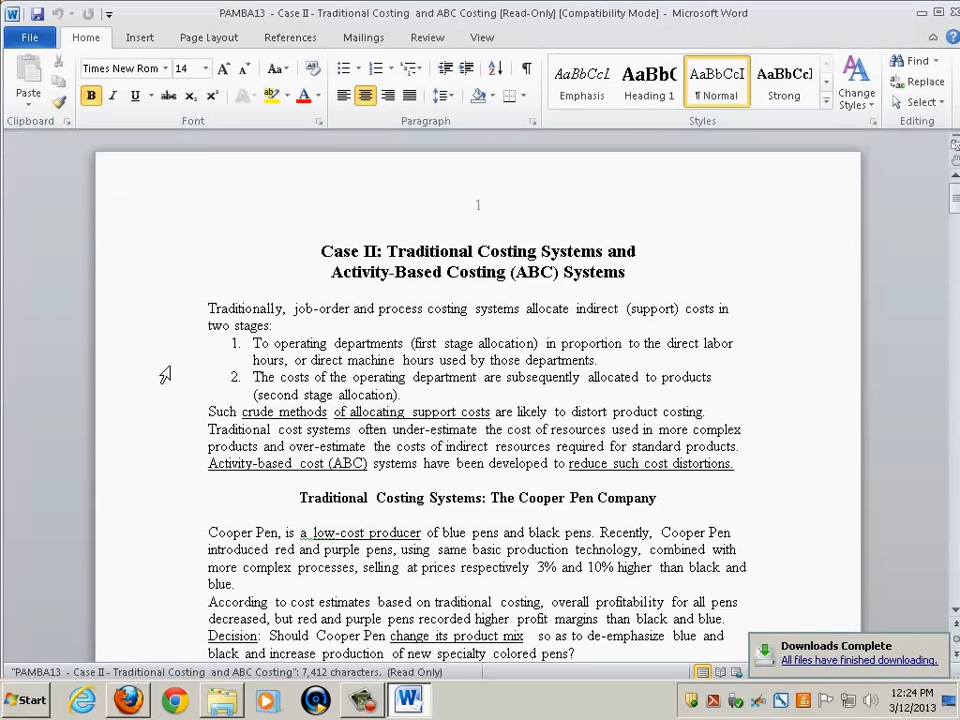 PAMBA13 - Case II - Traditional Costing and ABC Costing [Read-Only] [Compatibility Mode] - Microsoft Word
File Home Insert Page Layout References Mailings Review View
Times New Rom 14 Aa
AaBbCcI AaBb( AaBbCcI AaBbCc
Emphasis Heading 1 ¶ Normal Strong
Paste
B I U abc x₂ x² A ab A
Change Styles
Find
Replace
Select
Clipboard Font Paragraph Styles Editing
1
Case II: Traditional Costing Systems and
Activity-Based Costing (ABC) Systems
Traditionally, job-order and process costing systems allocate indirect (support) costs in
two stages:
1. To operating departments (first stage allocation) in proportion to the direct labor
hours, or direct machine hours used by those departments.
2. The costs of the operating department are subsequently allocated to products
(second stage allocation).
Such crude methods of allocating support costs are likely to distort product costing.
Traditional cost systems often under-estimate the cost of resources used in more complex
products and over-estimate the costs of indirect resources required for standard products.
Activity-based cost (ABC) systems have been developed to reduce such cost distortions.
Traditional Costing Systems: The Cooper Pen Company
Cooper Pen, is a low-cost producer of blue pens and black pens. Recently, Cooper Pen
introduced red and purple pens, using same basic production technology, combined with
more complex processes, selling at prices respectively 3% and 10% higher than black and
blue.
According to cost estimates based on traditional costing, overall profitability for all pens
decreased, but red and purple pens recorded higher profit margins than black and blue.
Decision: Should Cooper Pen change its product mix so as to de-emphasize blue and
black and increase production of new specialty colored pens?
Downloads Complete
All files have finished downloading.
"PAMBA13 - Case II - Traditional Costing and ABC Costing": 7,412 characters. (Read Only)
Start
12:24 PM
3/12/2013